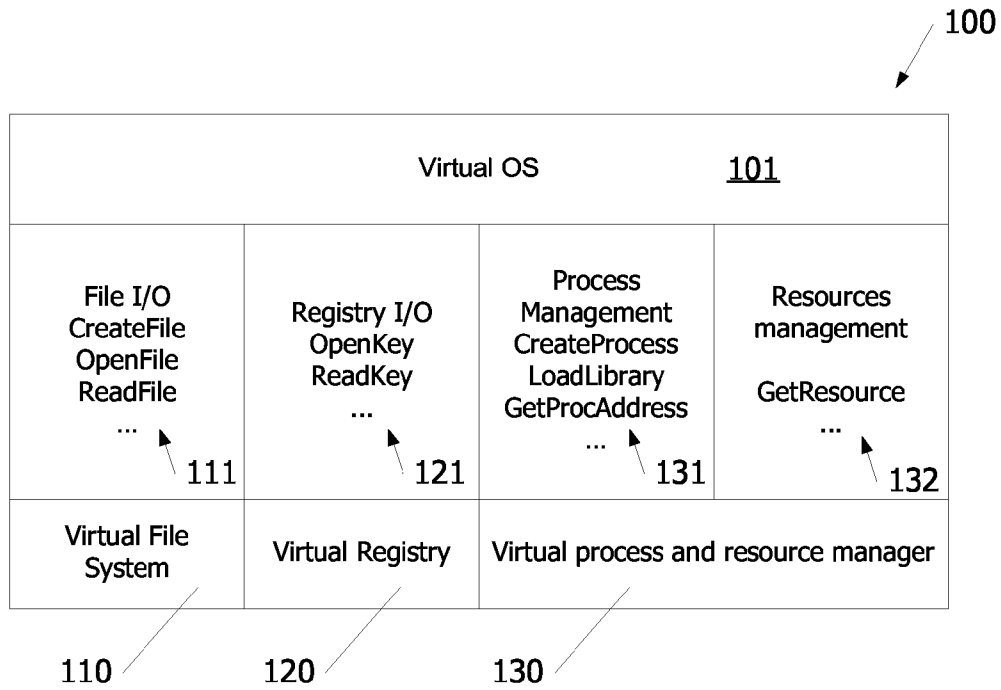 100
Virtual OS 101
File I/O
CreateFile
OpenFile
ReadFile
...
111
Registry I/O
OpenKey
ReadKey
...
121
Process
Management
CreateProcess
LoadLibrary
GetProcAddress
...
131
Resources
management
GetResource
...
132
Virtual File
System
Virtual Registry
Virtual process and resource manager
110
120
130